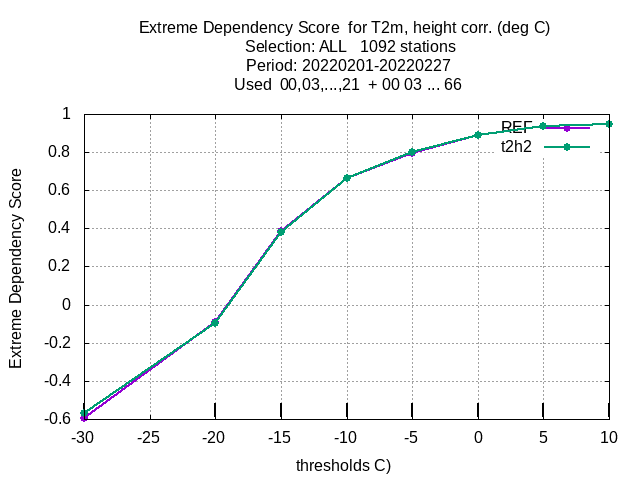 Extreme Dependency Score  for T2m, height corr. (deg C)
Selection: ALL   1092 stations
Period: 20220201-20220227
Used  00,03,...,21  + 00 03 ... 66
Extreme Dependency Score
1
0.8
0.6
0.4
0.2
0
-0.2
-0.4
-0.6
REF
t2h2
-30 -25 -20 -15 -10 -5 0 5 10
thresholds C)